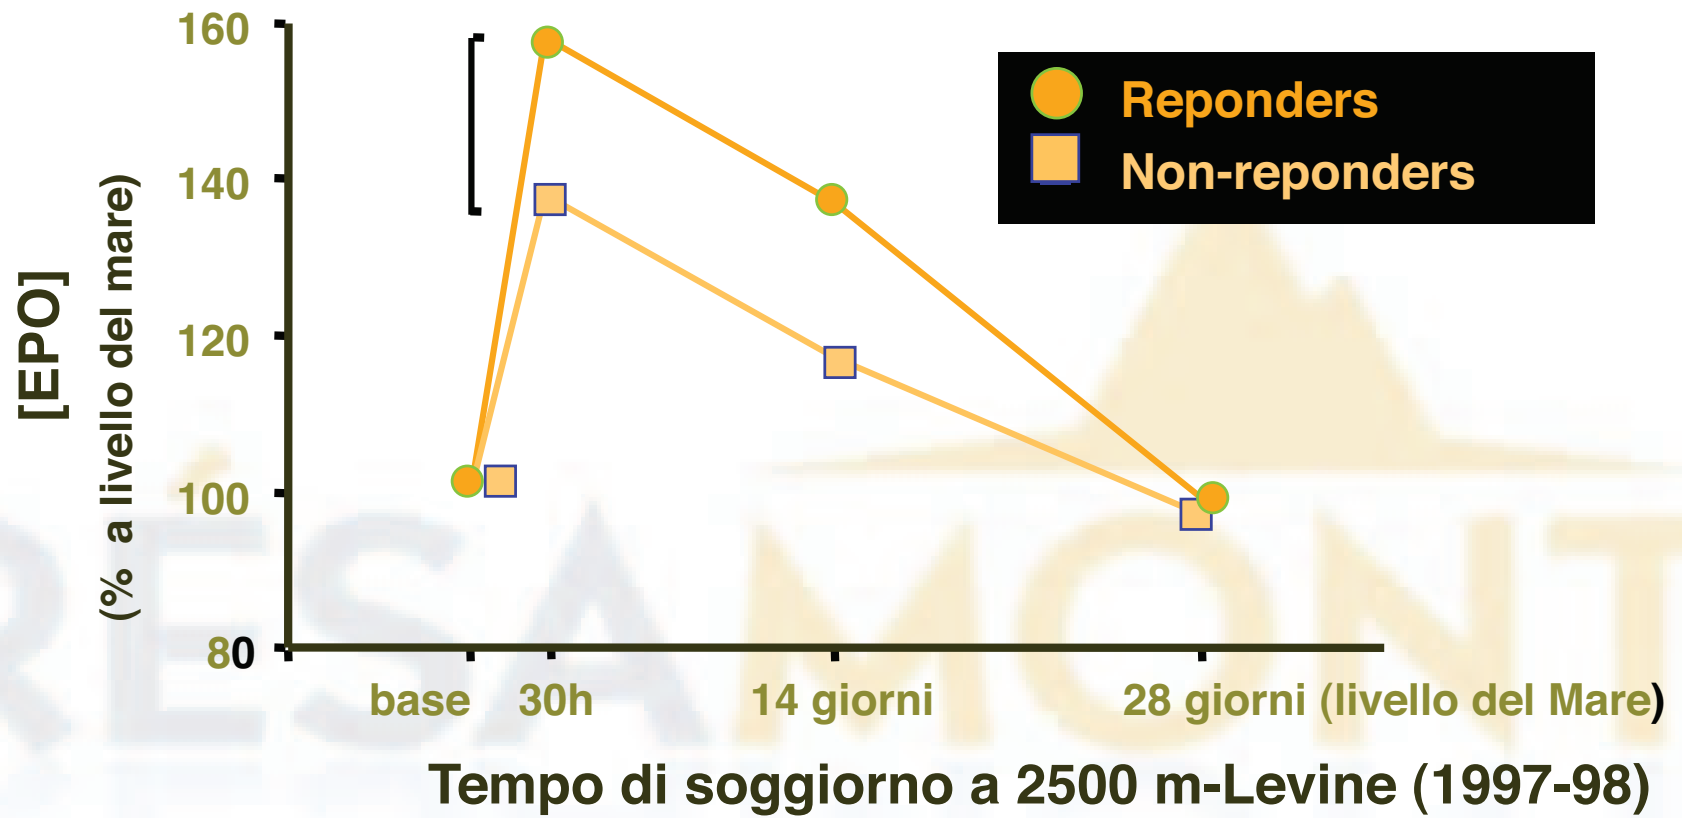 160
140
120
100
80
[EPO]
(% a livello del mare)
Reponders
Non-reponders
base 30h 14 giorni 28 giorni (livello del Mare)
Tempo di soggiorno a 2500 m-Levine (1997-98)
RÉSAMONT